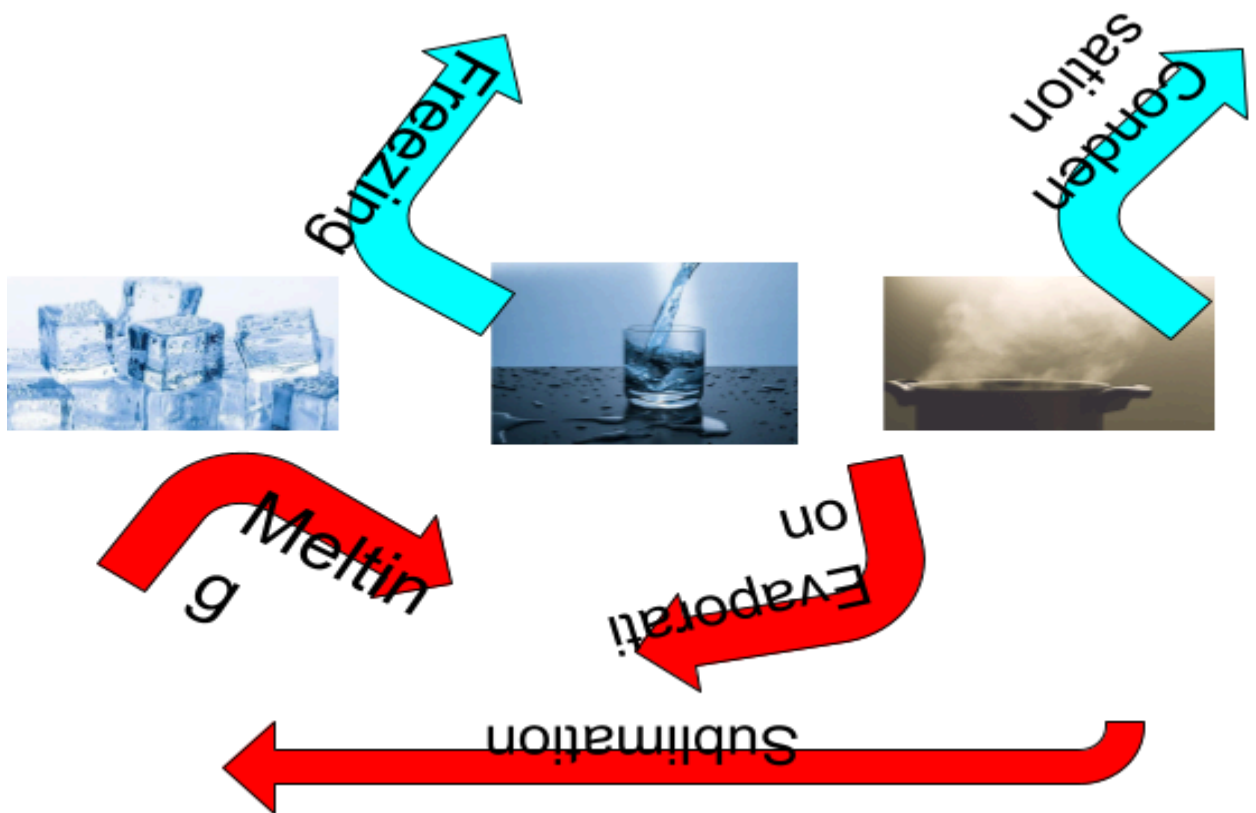 Freezing
Conden
sation
Meltin
g
Evaporati
on
Sublimation